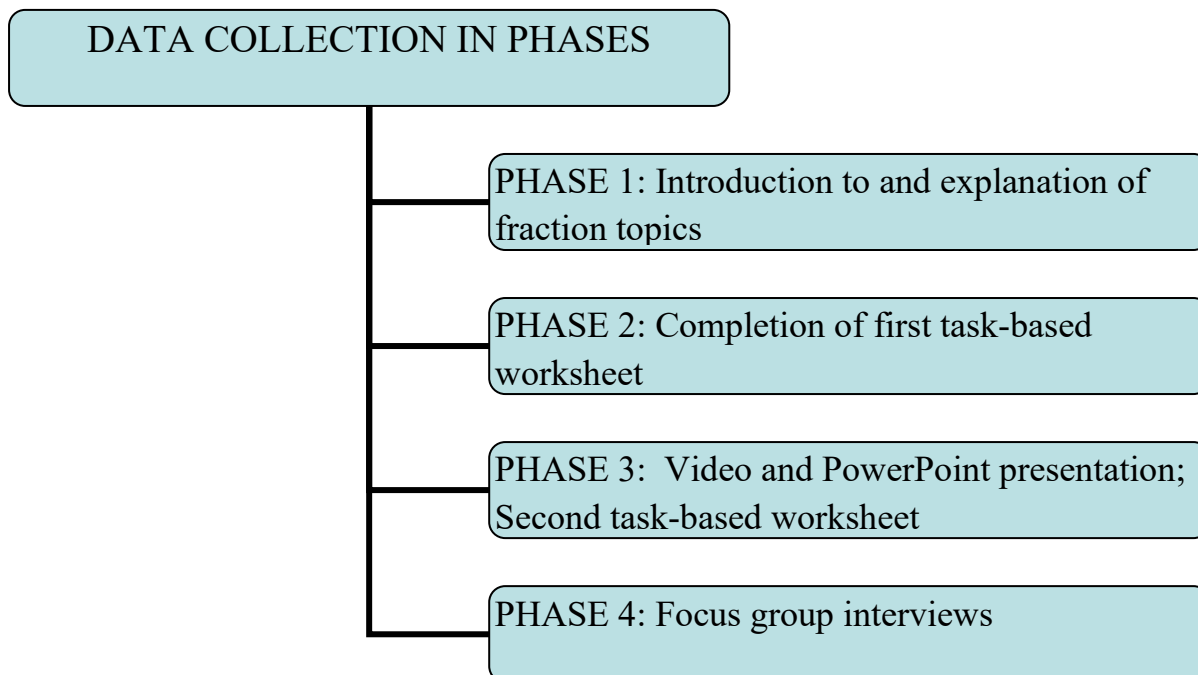 DATA COLLECTION IN PHASES
PHASE 1: Introduction to and explanation of
fraction topics
PHASE 2: Completion of first task-based
worksheet
PHASE 3:  Video and PowerPoint presentation;
Second task-based worksheet
PHASE 4: Focus group interviews